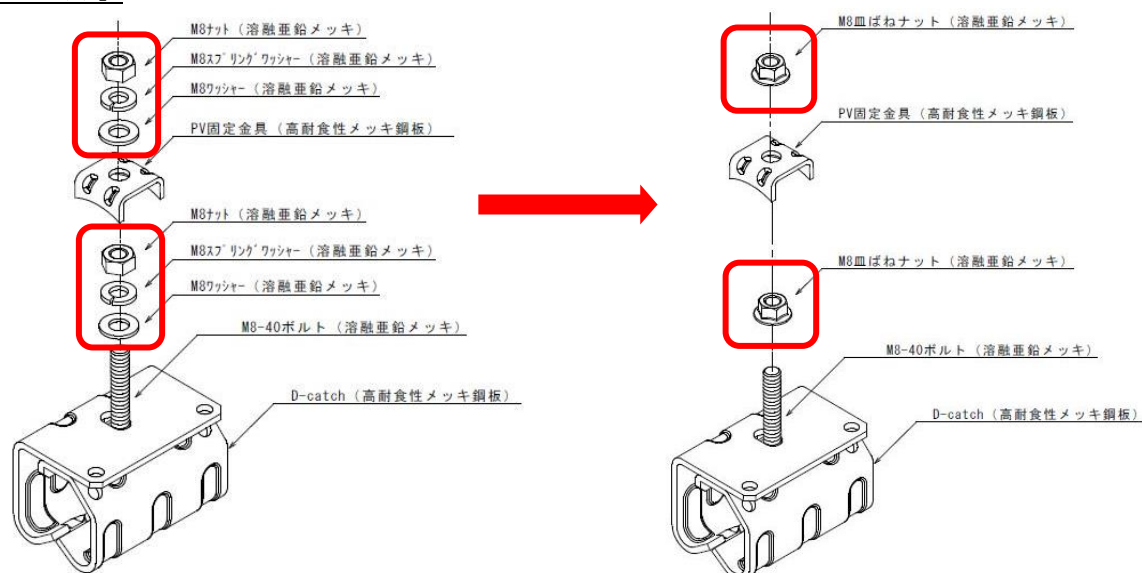 M8ナット（溶融亜鉛メッキ）
M8スプリングワッシャー（溶融亜鉛メッキ）
M8ワッシャー（溶融亜鉛メッキ）
PV固定金具（高耐食性メッキ鋼板）
M8ナット（溶融亜鉛メッキ）
M8スプリングワッシャー（溶融亜鉛メッキ）
M8ワッシャー（溶融亜鉛メッキ）
M8-40ボルト（溶融亜鉛メッキ）
D-catch（高耐食性メッキ鋼板）
M8皿ばねナット（溶融亜鉛メッキ）
PV固定金具（高耐食性メッキ鋼板）
M8皿ばねナット（溶融亜鉛メッキ）
M8-40ボルト（溶融亜鉛メッキ）
D-catch（高耐食性メッキ鋼板）